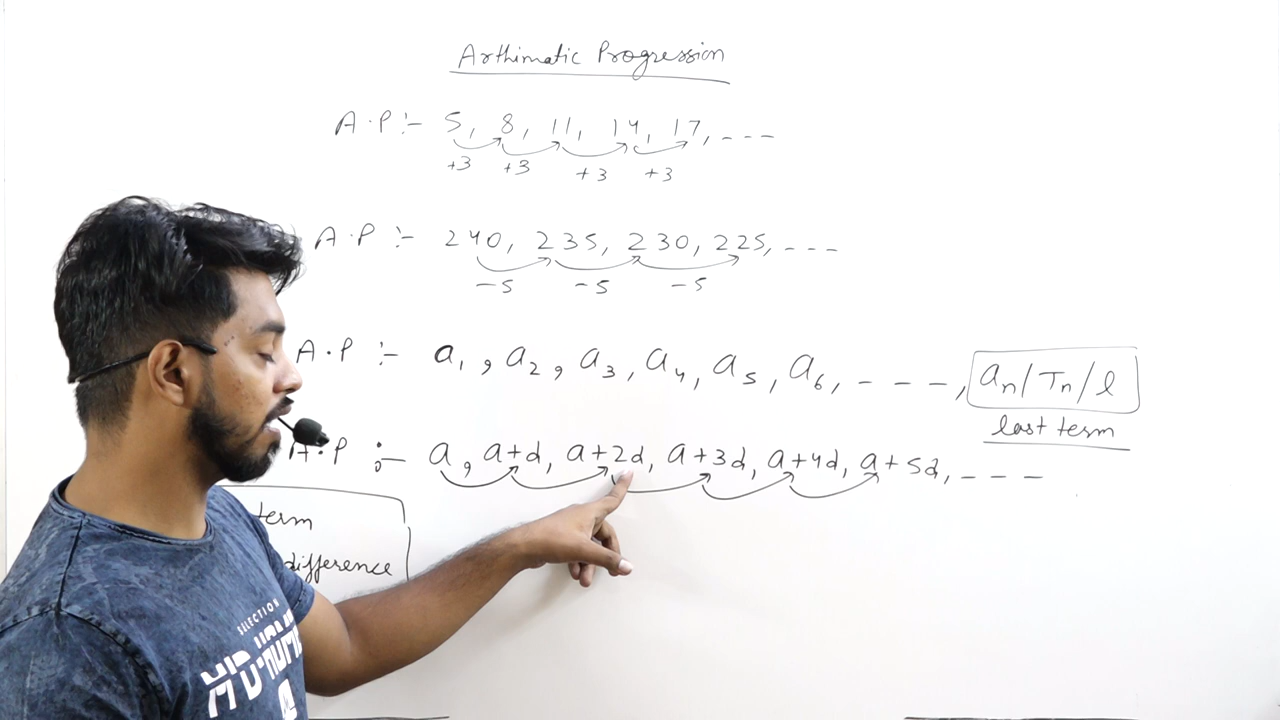 Arthimatic Progression
A.P :- 5, 8, 11, 14, 17, ---
+3 +3 +3 +3
A.P :- 240, 235, 230, 225, ---
-5 -5 -5
A.P :- a₁, a₂, a₃, a₄, a₅, a₆, ---, aₙ/Tₙ/l
last term
A.P :- a, a+d, a+2d, a+3d, a+4d, a+5d, ---
term
difference
SELECTION